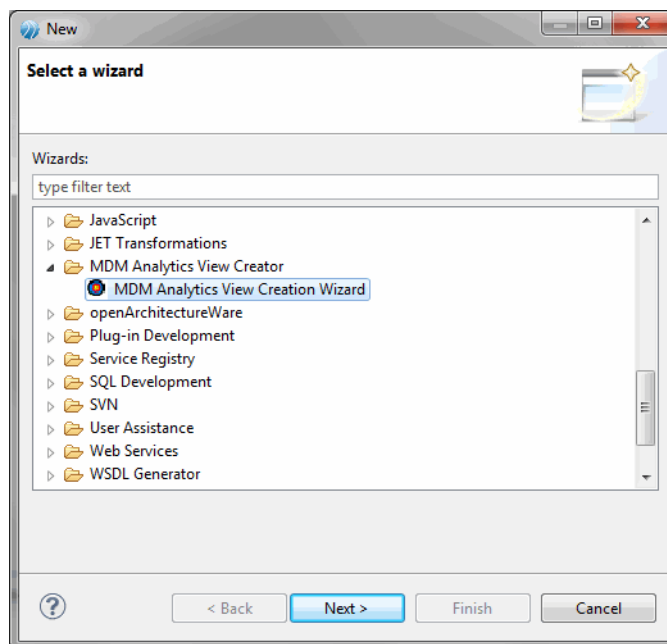 New
Select a wizard
Wizards:
type filter text
JavaScript
JET Transformations
MDM Analytics View Creator
MDM Analytics View Creation Wizard
openArchitectureWare
Plug-in Development
Service Registry
SQL Development
SVN
User Assistance
Web Services
WSDL Generator
? < Back Next > Finish Cancel